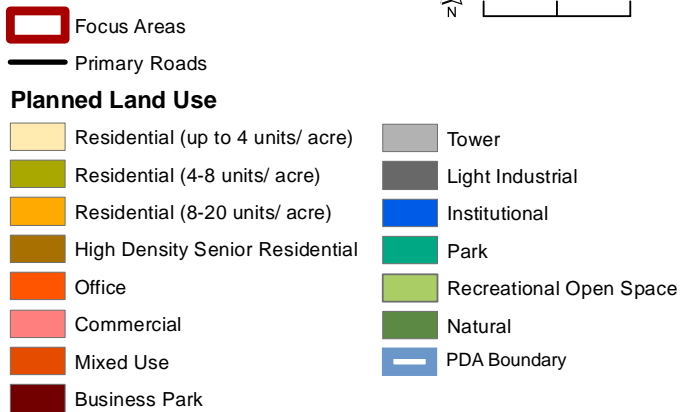 N
Focus Areas
Primary Roads
Planned Land Use
Residential (up to 4 units/ acre)
Residential (4-8 units/ acre)
Residential (8-20 units/ acre)
High Density Senior Residential
Office
Commercial
Mixed Use
Business Park
Tower
Light Industrial
Institutional
Park
Recreational Open Space
Natural
PDA Boundary